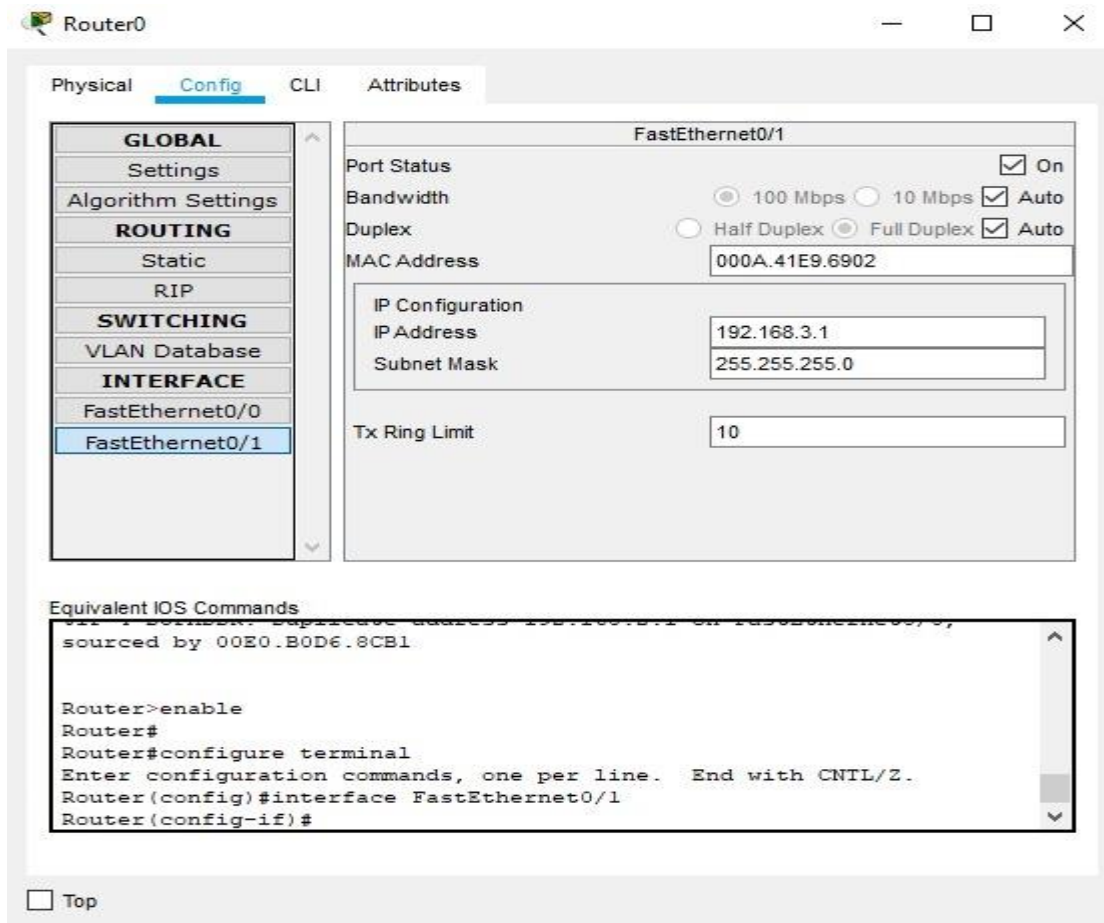 Router0
Physical Config CLI Attributes
GLOBAL
Settings
Algorithm Settings
ROUTING
Static
RIP
SWITCHING
VLAN Database
INTERFACE
FastEthernet0/0
FastEthernet0/1
FastEthernet0/1
Port Status On
Bandwidth 100 Mbps 10 Mbps Auto
Duplex Half Duplex Full Duplex Auto
MAC Address 000A.41E9.6902
IP Configuration
IP Address 192.168.3.1
Subnet Mask 255.255.255.0
Tx Ring Limit 10
Equivalent IOS Commands
sourced by 00E0.B0D6.8CB1
Router>enable
Router#
Router#configure terminal
Enter configuration commands, one per line. End with CNTL/Z.
Router(config)#interface FastEthernet0/1
Router(config-if)#
Top